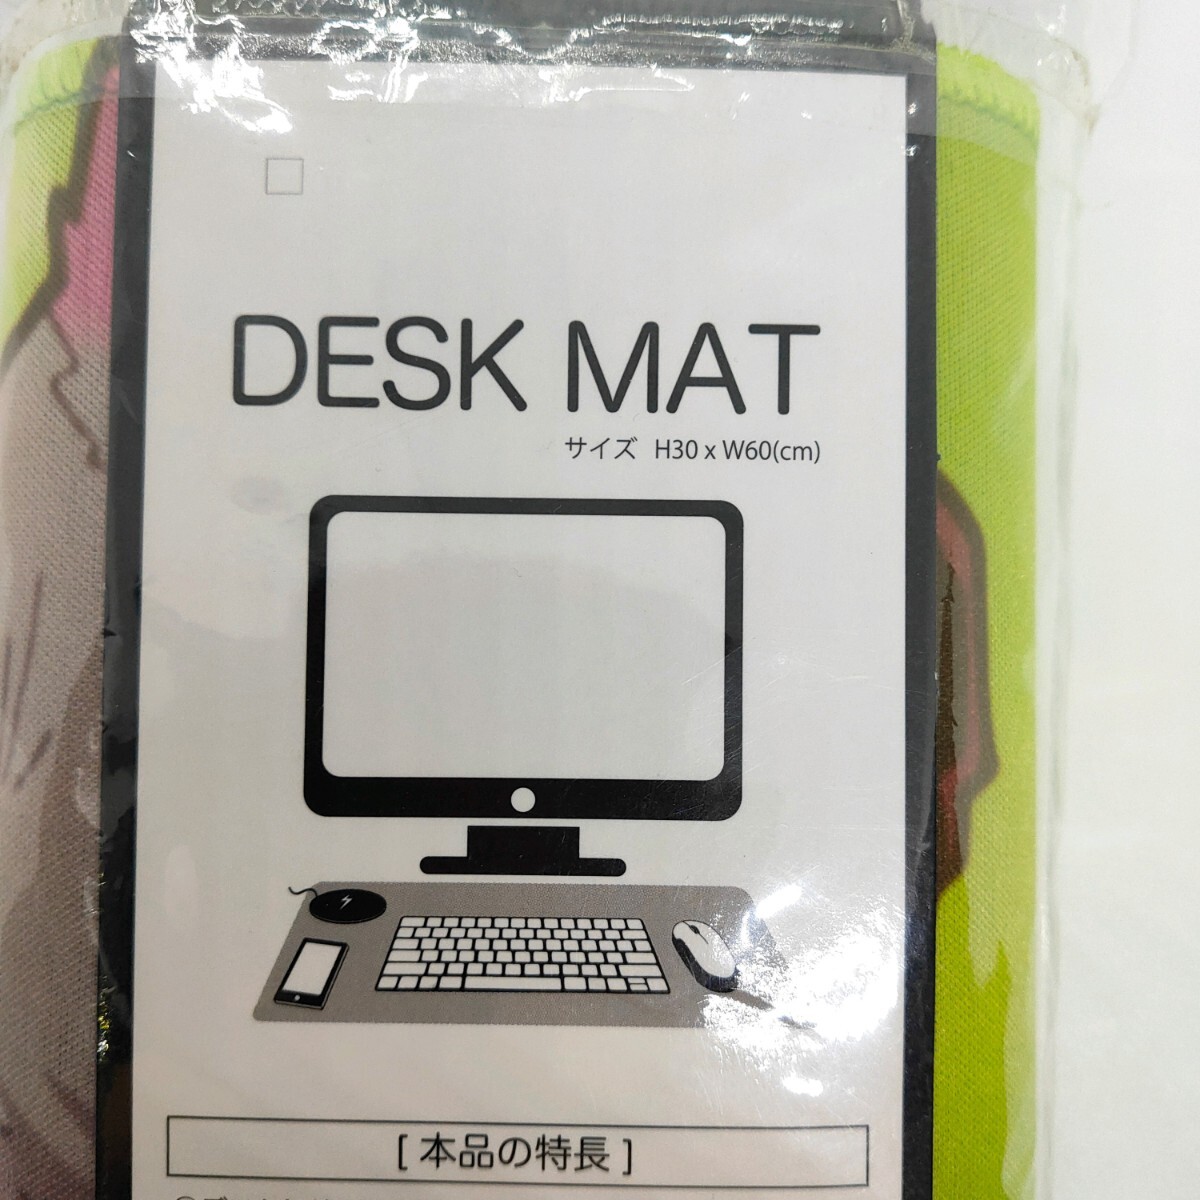 DESK MAT
サイズ H30 x W60(cm)
[ 本品の特長 ]